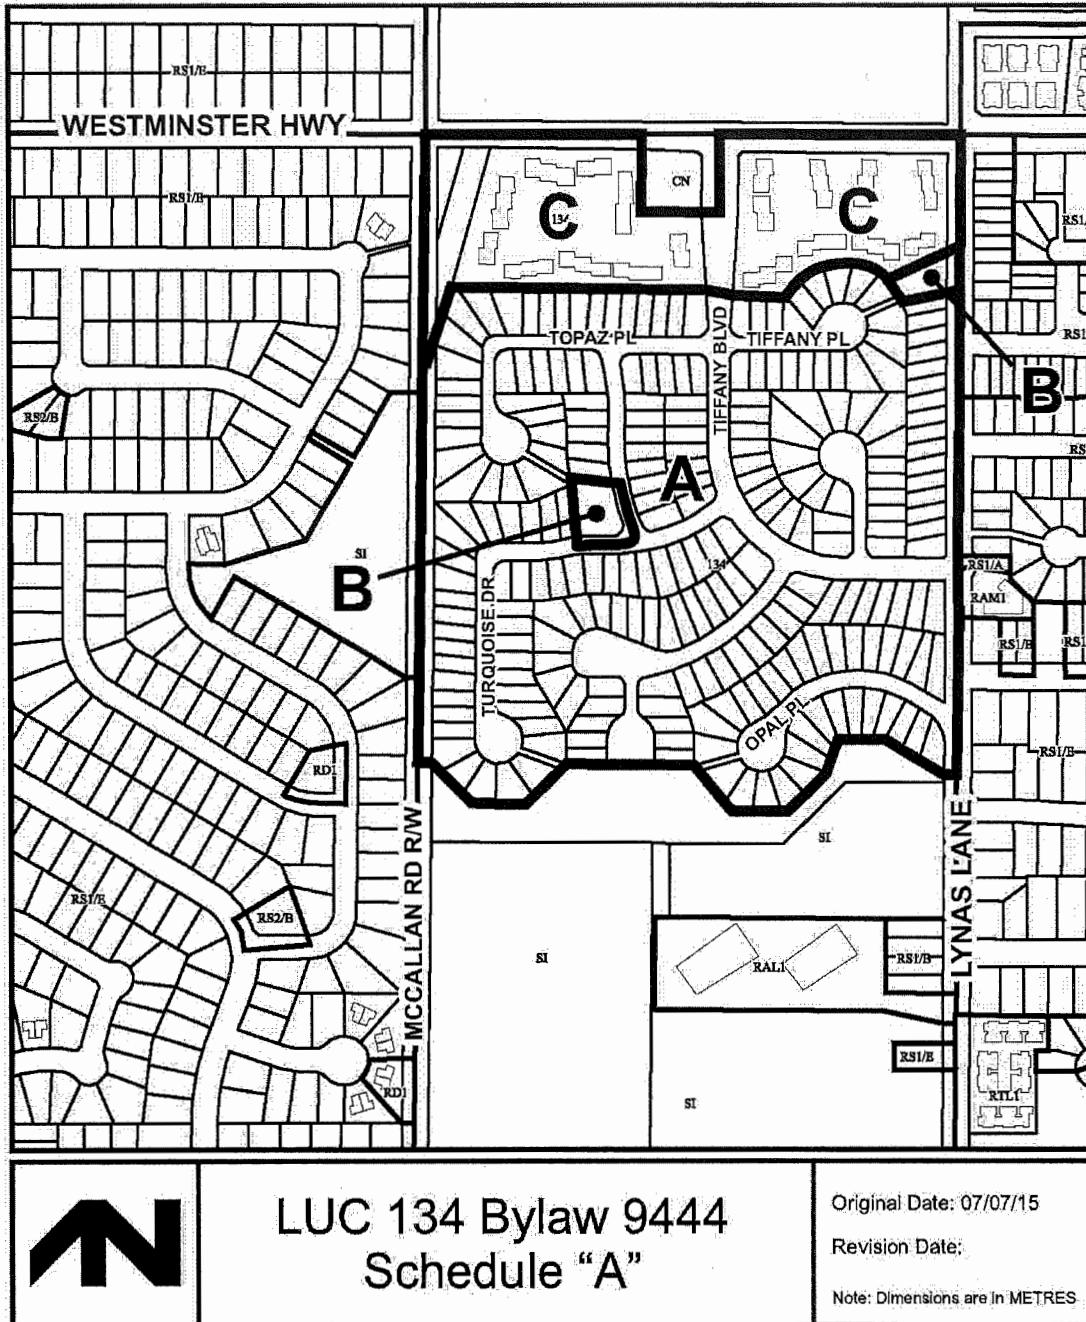 RS1/E
WESTMINSTER HWY
RS1/E
CN
C
134
C
RS1/
B
TOPAZ PL
TIFFANY BLVD
TIFFANY PL
RS1
RS2/B
A
RS
SI
B
134
RS1/A
RAM1
TURQUOISE DR
RS1/B
RS1
OPAL PL
RS1/E
RD1
MCCALLAN RD R/W
LYNAS LANE
SI
RS1/E
RS2/B
SI
RAL1
RS1/B
RS1/E
RD1
SI
RTL1
LUC 134 Bylaw 9444
Schedule “A”
Original Date: 07/07/15
Revision Date:
Note: Dimensions are in METRES